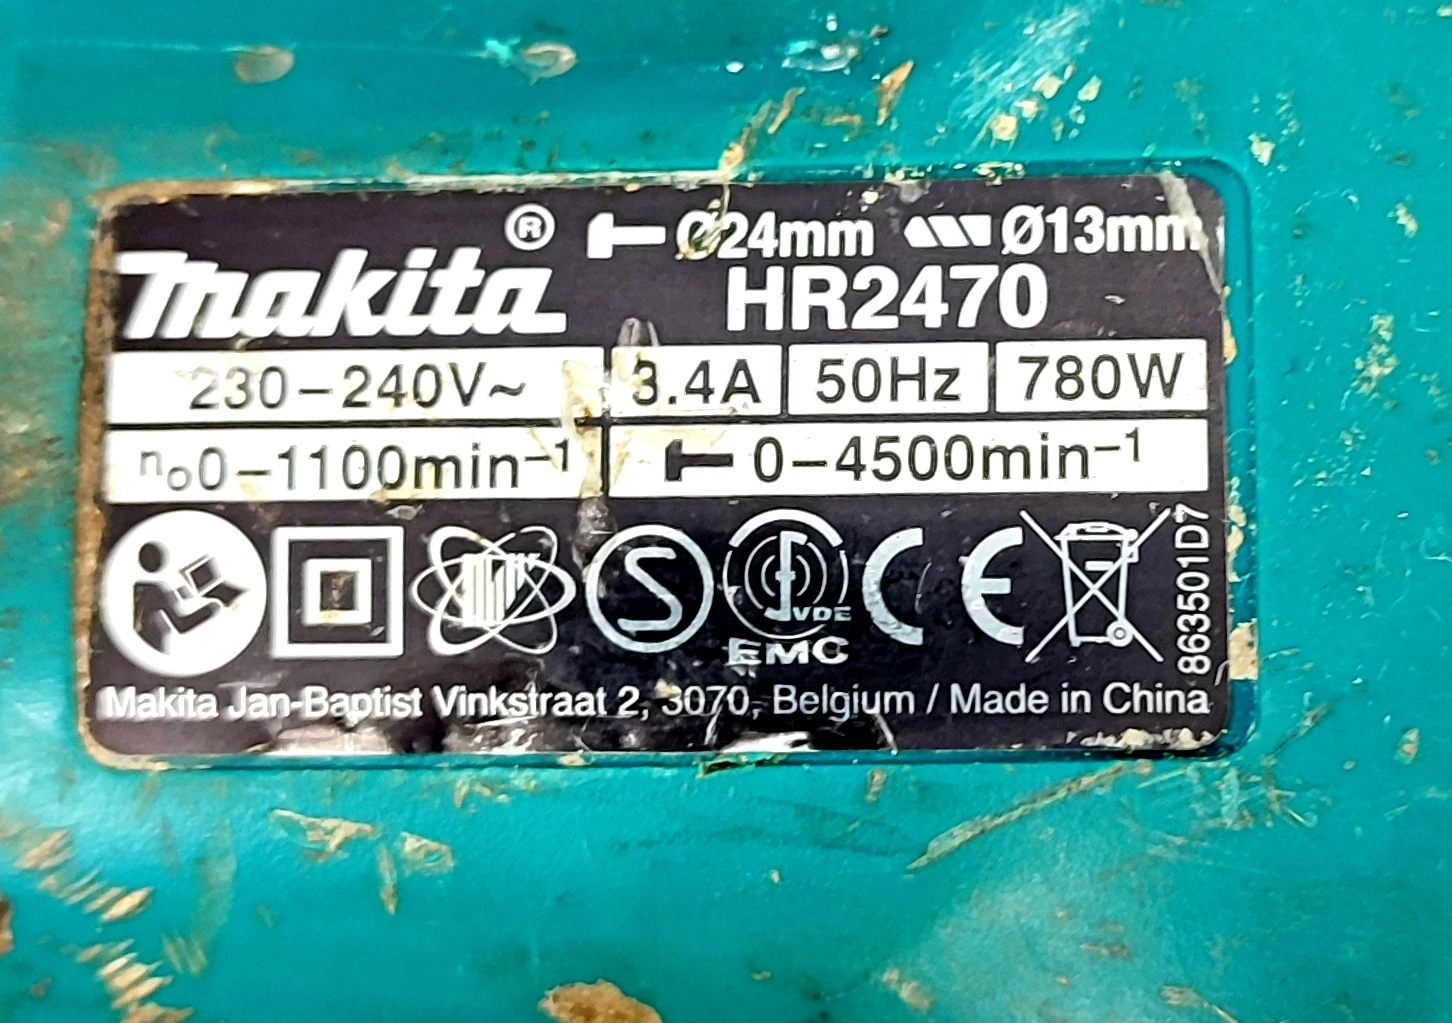 makita® Ø24mm Ø13mm
HR2470
230–240V~ 3.4A 50Hz 780W
no0–1100min⁻¹ 0–4500min⁻¹
S VDE CE
EMC
863501D7
Makita Jan-Baptist Vinkstraat 2, 3070, Belgium / Made in China